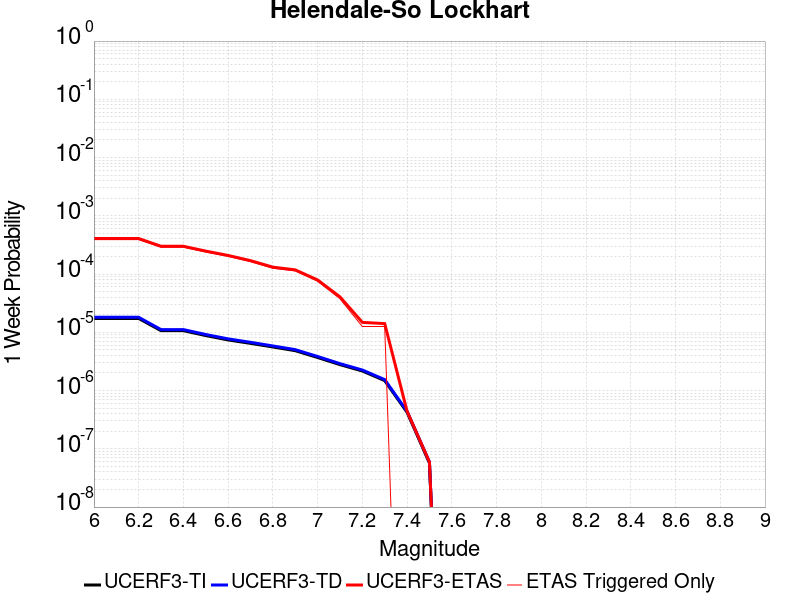 Helendale-So Lockhart
10^0
10^-1
10^-2
10^-3
10^-4
10^-5
10^-6
10^-7
10^-8
1 Week Probability
6 6.2 6.4 6.6 6.8 7 7.2 7.4 7.6 7.8 8 8.2 8.4 8.6 8.8 9
Magnitude
UCERF3-TI UCERF3-TD UCERF3-ETAS ETAS Triggered Only